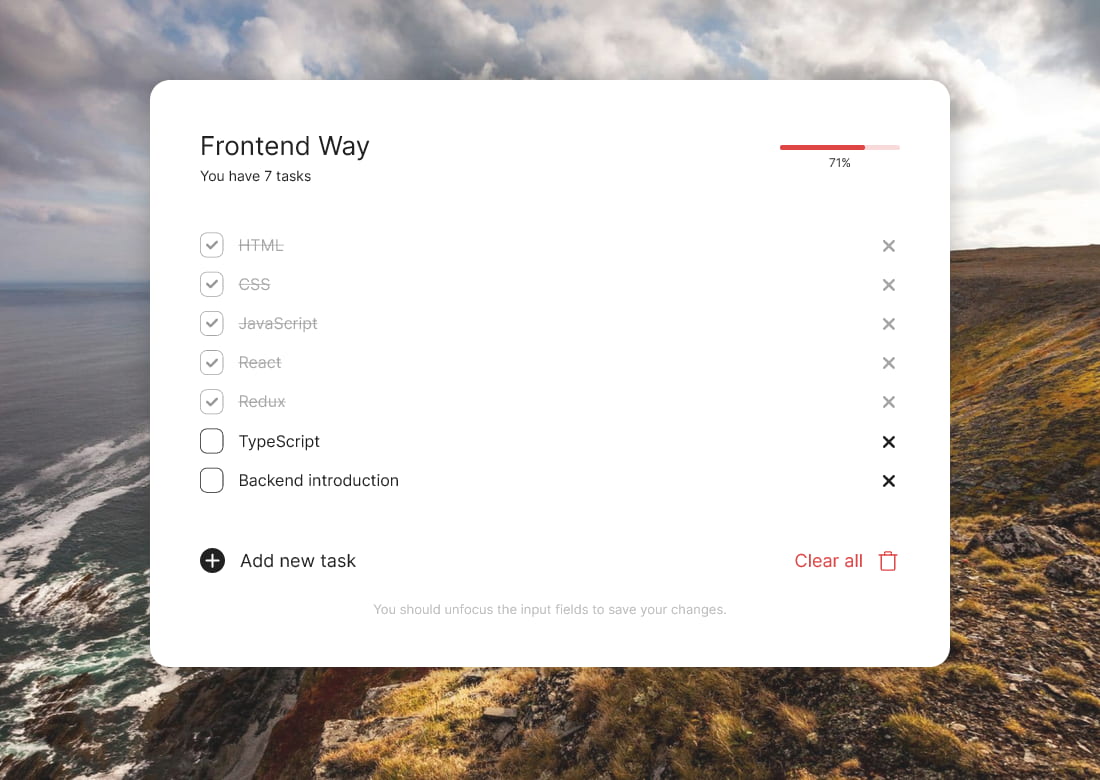 Frontend Way
You have 7 tasks
71%
HTML
CSS
JavaScript
React
Redux
TypeScript
Backend introduction
Add new task
Clear all
You should unfocus the input fields to save your changes.